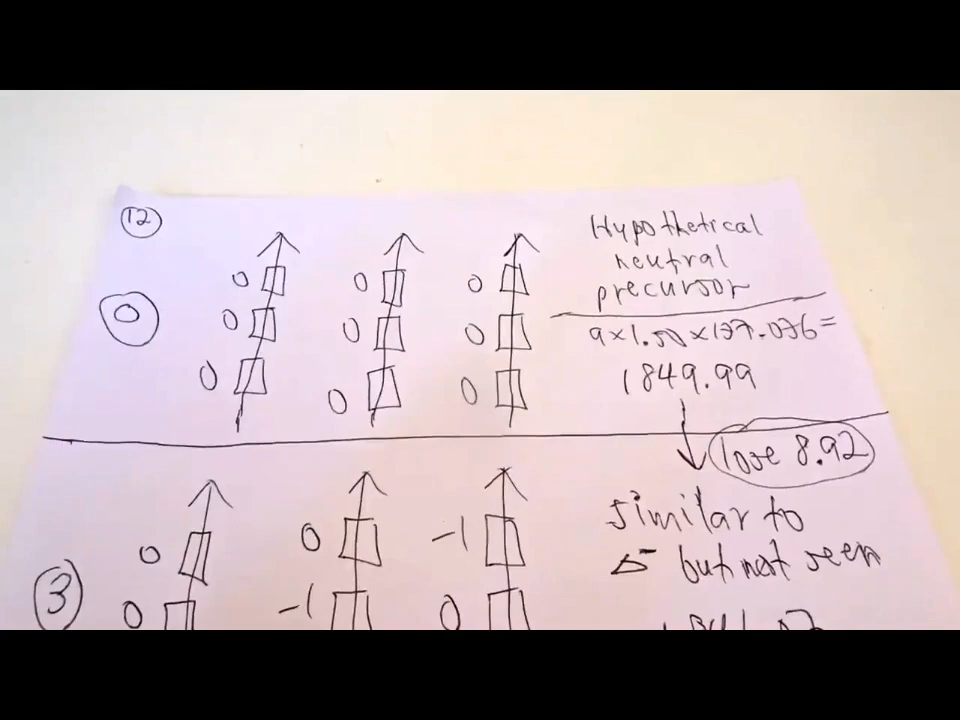 12
Hypothetical
neutral
precursor
0 0 0 0
0 0 0
9×1.50×137.036=
0 0 0
1849.99
lose 8.92
similar to
0 0 -1
Δ⁻ but not seen
3
0 -1 0